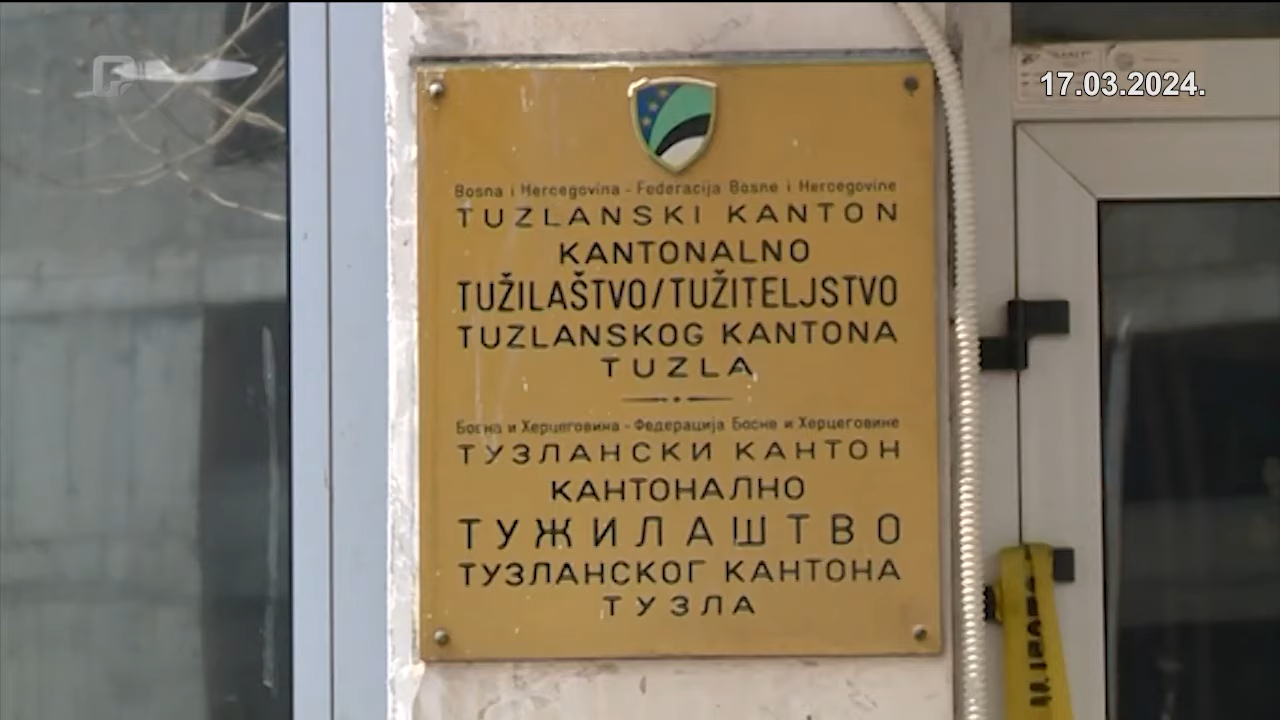 17.03.2024.
Bosna i Hercegovina - Federacija Bosne i Hercegovine
TUZLANSKI KANTON
KANTONALNO
TUŽILAŠTVO/TUŽITELJSTVO
TUZLANSKOG KANTONA
TUZLA
Босна и Херцеговина - Федерација Босне и Херцеговине
ТУЗЛАНСКИ КАНТОН
КАНТОНАЛНО
ТУЖИЛАШТВО
ТУЗЛАНСКОГ КАНТОНА
ТУЗЛА